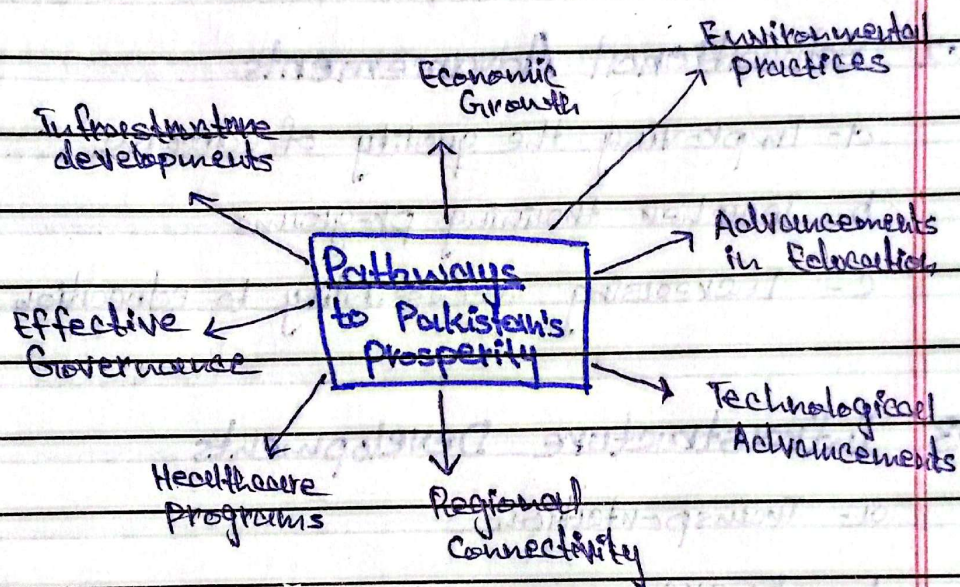 Environmental
practices
Economic
Growth
Infraestructure
developments
Advancements
in Education
Pathways
to Pakistan's
Prosperity
Effective
Governance
Technological
Advancements
Healthcare
Programs
Regional
Connectivity